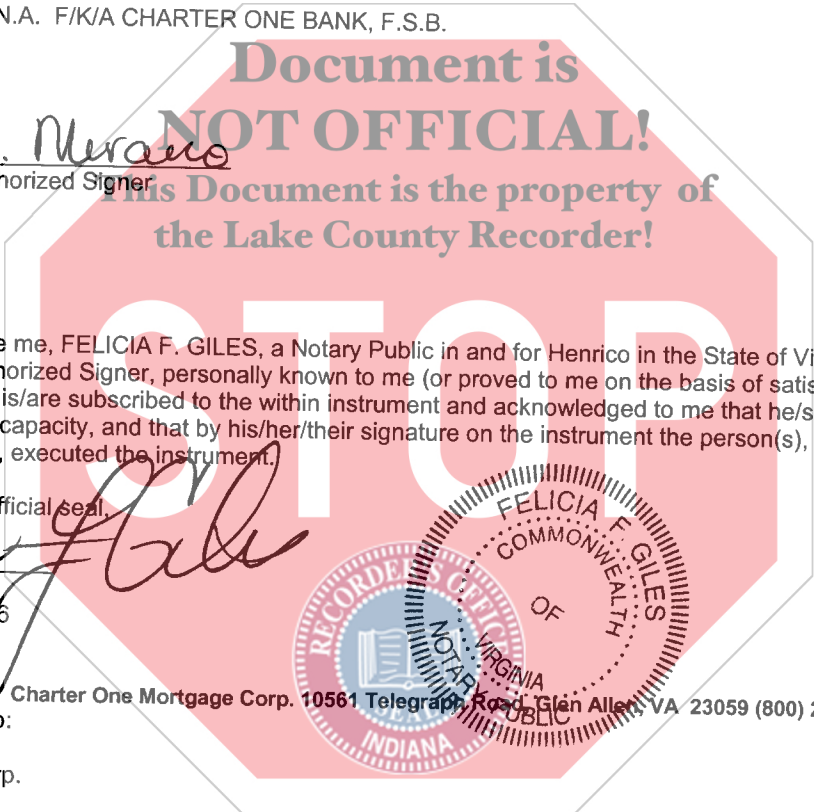 N.A. F/K/A CHARTER ONE BANK, F.S.B.
Document is
NOT OFFICIAL!
This Document is the property of
the Lake County Recorder!
STOP
. Merano
horized Signer
e me, FELICIA F. GILES, a Notary Public in and for Henrico in the State of Vi
horized Signer, personally known to me (or proved to me on the basis of satis
is/are subscribed to the within instrument and acknowledged to me that he/s
capacity, and that by his/her/their signature on the instrument the person(s),
, executed the instrument.
fficial seal,
FGiles
6
FELICIA F. GILES
COMMONWEALTH
OF
VIRGINIA
NOTARY PUBLIC
RECORDER'S OFFICE
SEAL
INDIANA
Charter One Mortgage Corp. 10561 Telegraph Road, Glen Allen, VA 23059 (800) 2
o:
rp.